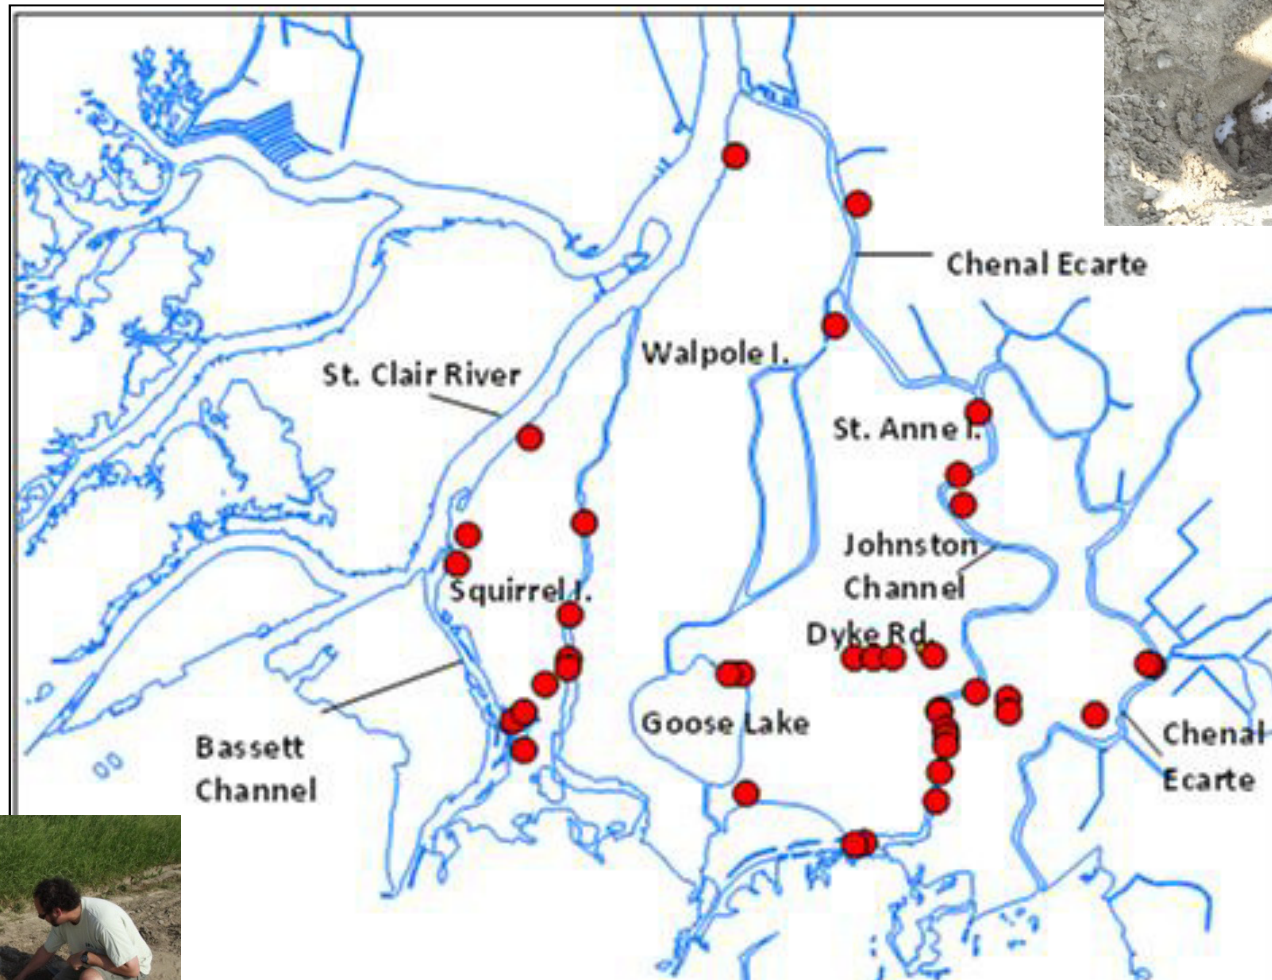 Chenal Ecarte
Walpole I.
St. Clair River
St. Anne I.
Johnston
Channel
Squirrel I.
Dyke Rd.
Goose Lake
Chenal
Ecarte
Bassett
Channel